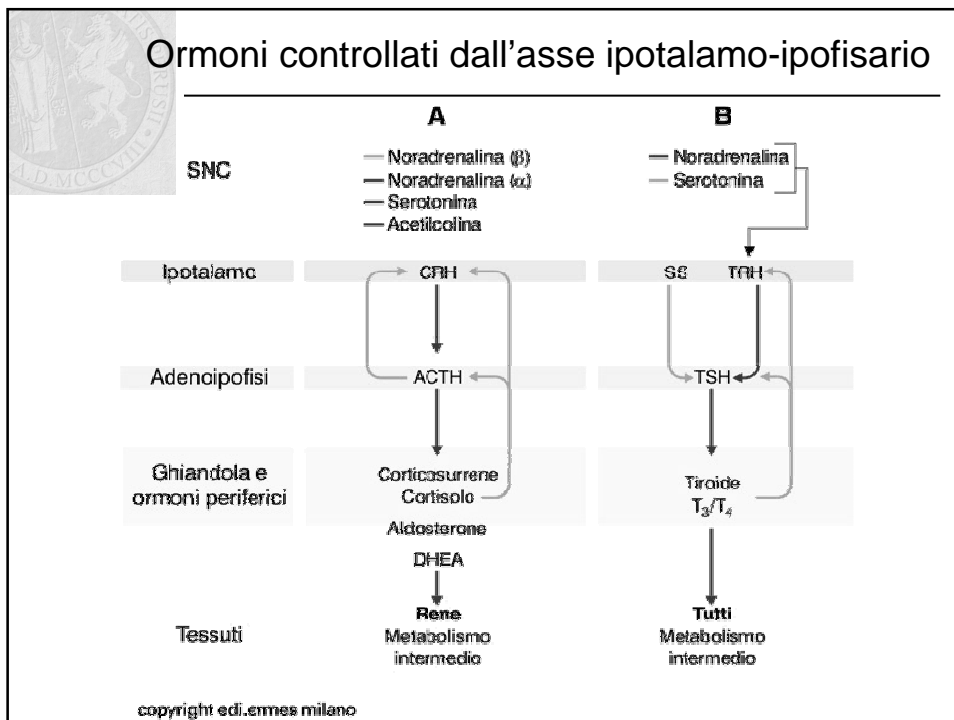 Ormoni controllati dall'asse ipotalamo-ipofisario
A
B
SNC
Noradrenalina (β)
Noradrenalina (α)
Serotonina
Acetilcolina
Noradrenalina
Serotonina
Ipotalamo
CRH
SS TRH
Adenoipofisi
ACTH
TSH
Ghiandola e
ormoni periferici
Corticosurrene
Cortisolo
Aldosterone
DHEA
Tiroide
T3/T4
Tessuti
Rene
Metabolismo
intermedio
Tutti
Metabolismo
intermedio
copyright edi.ermes milano
A.D. MCCCVIII